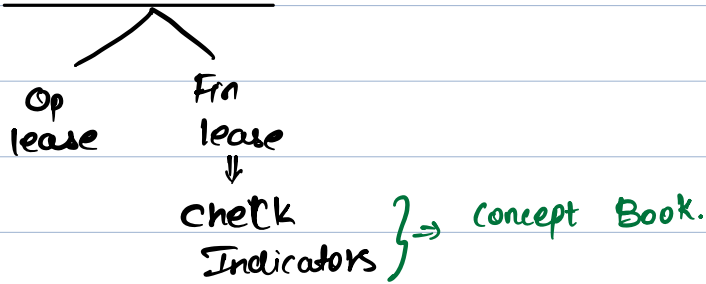 Op
lease
Fin
lease
⇓
check
Indicators } → Concept Book.